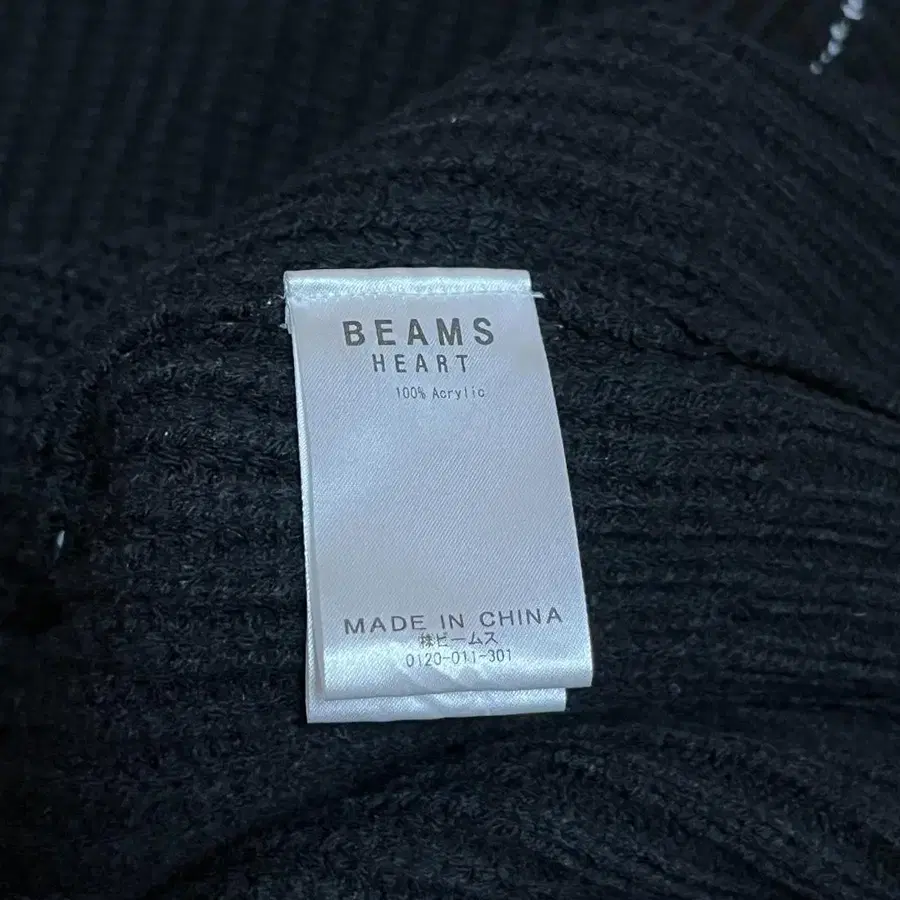 BEAMS
HEART
100% Acrylic
MADE IN CHINA
㈱ビームス
0120-011-301